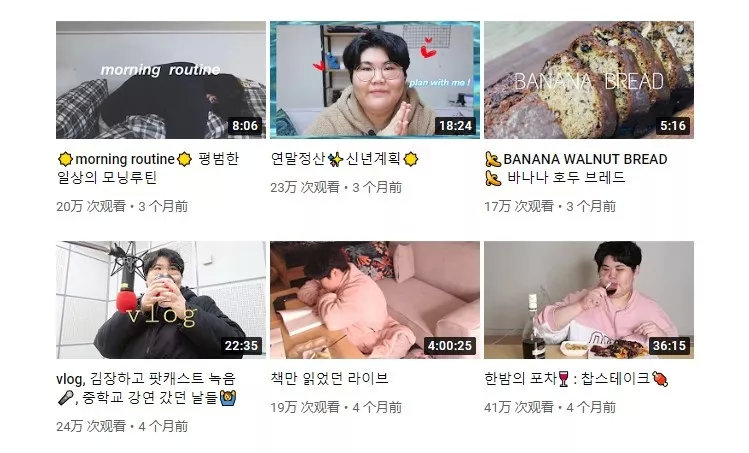 morning routine
8:06
plan with me !
18:24
BANANA BREAD
5:16
🌞morning routine🌞 평범한
일상의 모닝루틴
20万 次观看 • 3 个月前
연말정산✨신년계획🌞
23万 次观看 • 3 个月前
🍌BANANA WALNUT BREAD
🍌 바나나 호두 브레드
17万 次观看 • 3 个月前
vlog
22:35
4:00:25
36:15
vlog, 김장하고 팟캐스트 녹음
🎤, 중학교 강연 갔던 날들🙆
24万 次观看 • 4 个月前
책만 읽었던 라이브
19万 次观看 • 4 个月前
한밤의 포차🍷: 찹스테이크🍖
41万 次观看 • 4 个月前